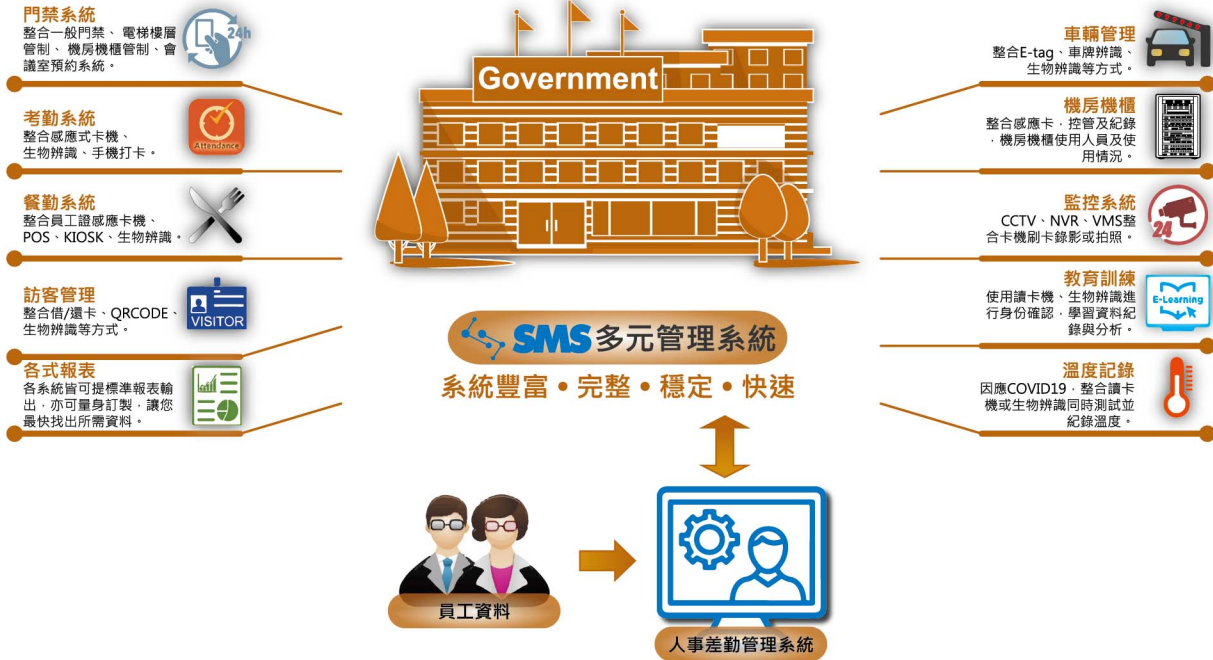 門禁系統
整合一般門禁、電梯樓層
管制、機房機櫃管制、會
議室預約系統。
24h
考勤系統
整合感應式卡機、
生物辨識、手機打卡。
Attendance
餐勤系統
整合員工證感應卡機、
POS、KIOSK、生物辨識。
訪客管理
整合借/還卡、QRCODE、
生物辨識等方式。
VISITOR
各式報表
各系統皆可提標準報表輸
出,亦可量身訂製,讓您
最快找出所需資料。
Government
SMS 多元管理系統
系統豐富•完整•穩定•快速
員工資料
人事差勤管理系統
車輛管理
整合E-tag、車牌辨識、
生物辨識等方式。
機房機櫃
整合感應卡,控管及紀錄
,機房機櫃使用人員及使
用情況。
監控系統
CCTV、NVR、VMS整
合卡機刷卡錄影或拍照。
24
教育訓練
使用讀卡機、生物辨識進
行身份確認,學習資料紀
錄與分析。
E-Learning
溫度記錄
因應COVID19,整合讀卡
機或生物辨識同時測試並
紀錄溫度。